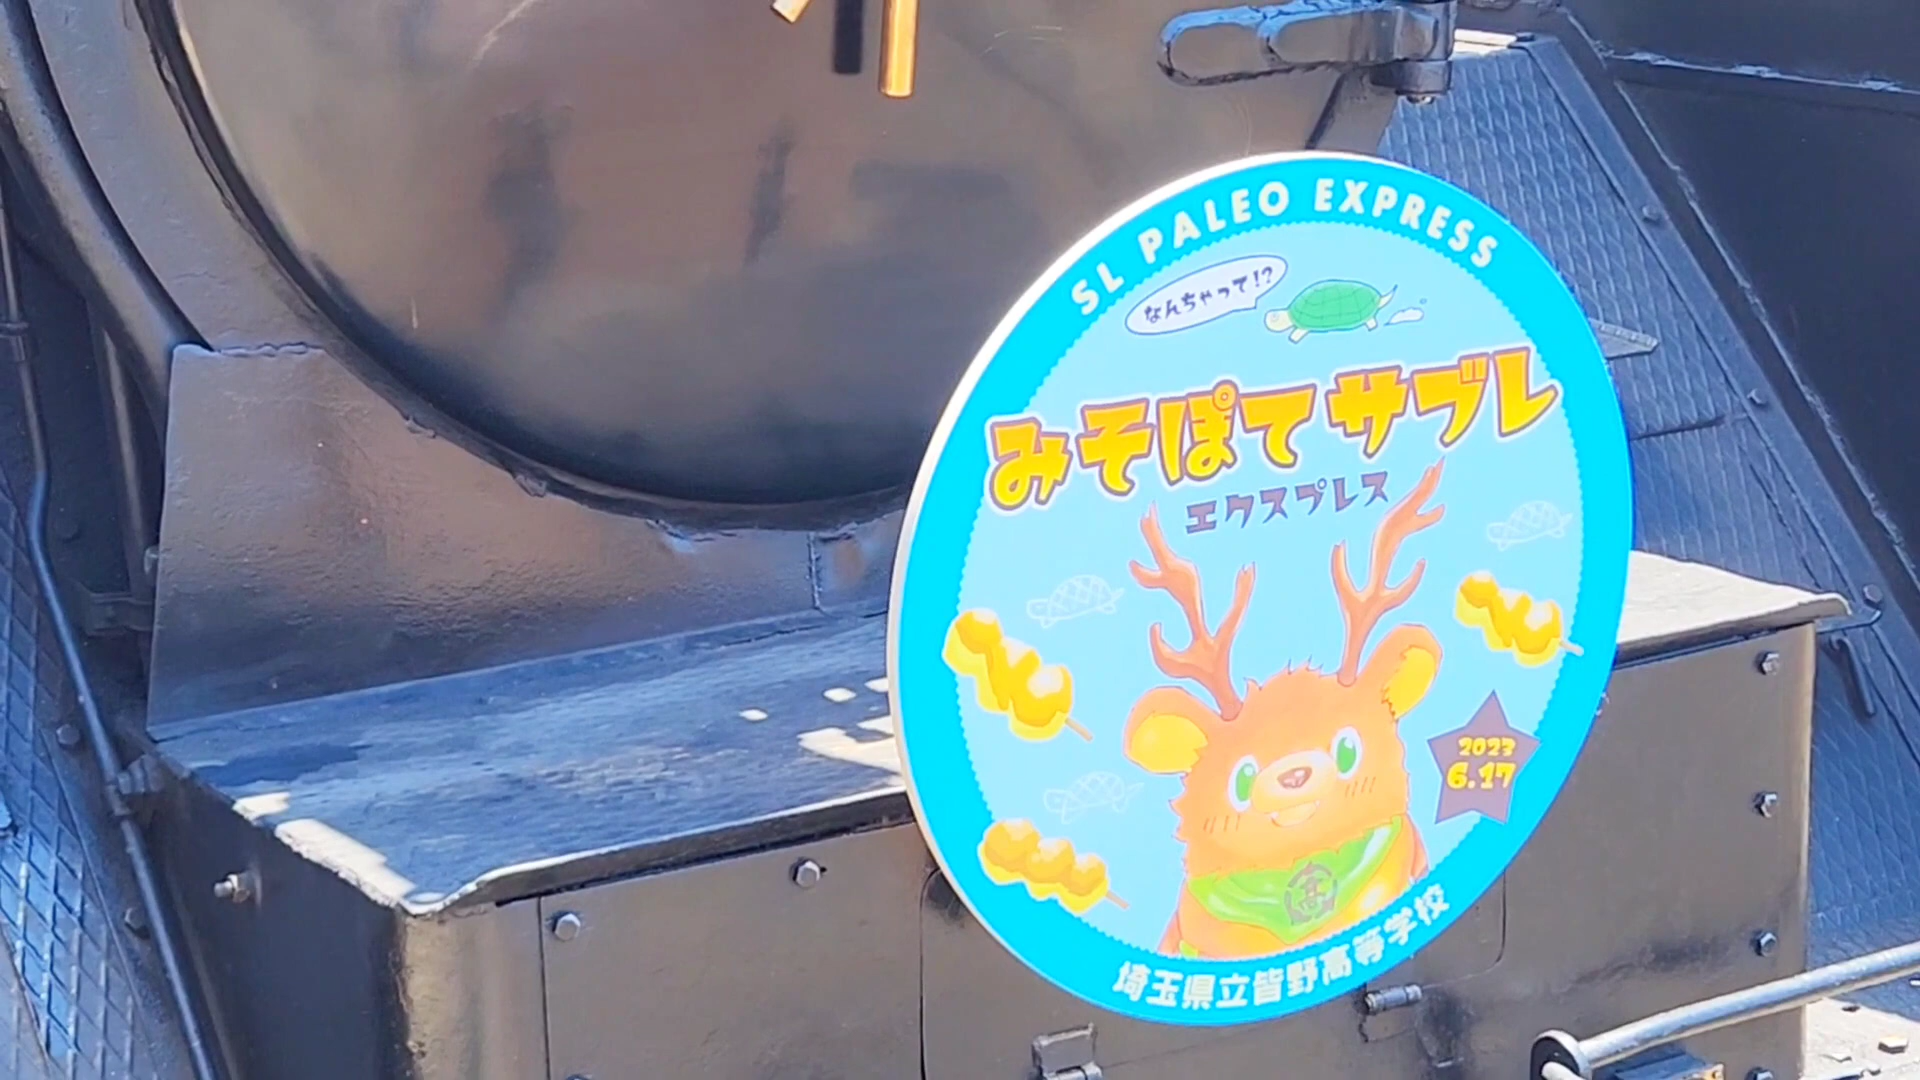 SL PALEO EXPRESS
なんちゃって!?
みそぽてサブレ
エクスプレス
2023
6.17
高
埼玉県立皆野高等学校